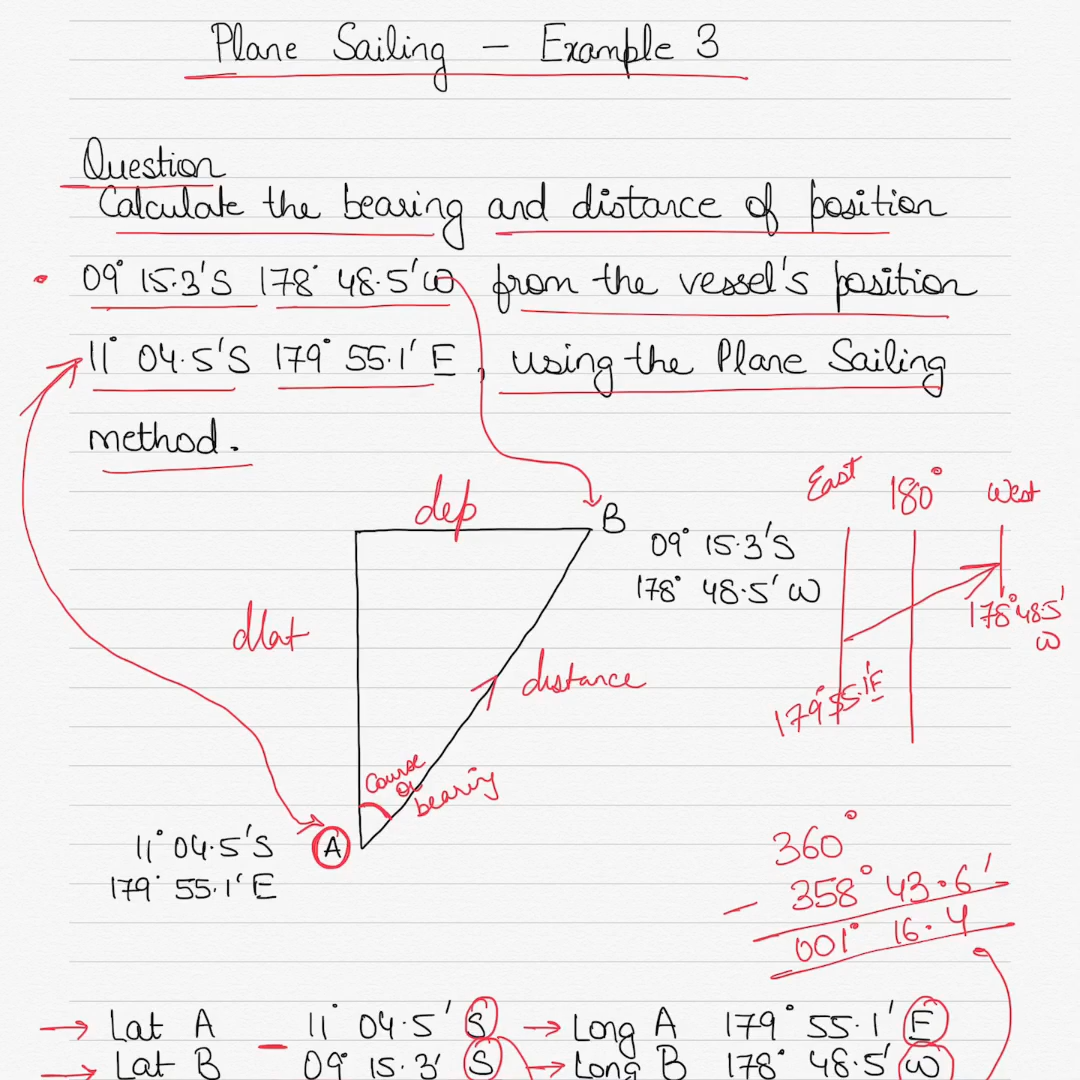 Plane Sailing – Example 3
Question
Calculate the bearing and distance of position
09° 15.3'S 178° 48.5'W from the vessel's position
11° 04.5'S 179° 55.1'E, using the Plane Sailing
method.
East 180° West
dep
B
09° 15.3'S
178° 48.5'W
178° 48.5'
W
dlat
distance
179° 55.1'E
Course
or
bearing
A
11° 04.5'S
179° 55.1'E
360°
– 358° 43.6'
001° 16.4
→ Lat A 11° 04.5' S → Long A 179° 55.1' E
→ Lat B – 09° 15.3' S → Long B 178° 48.5' W